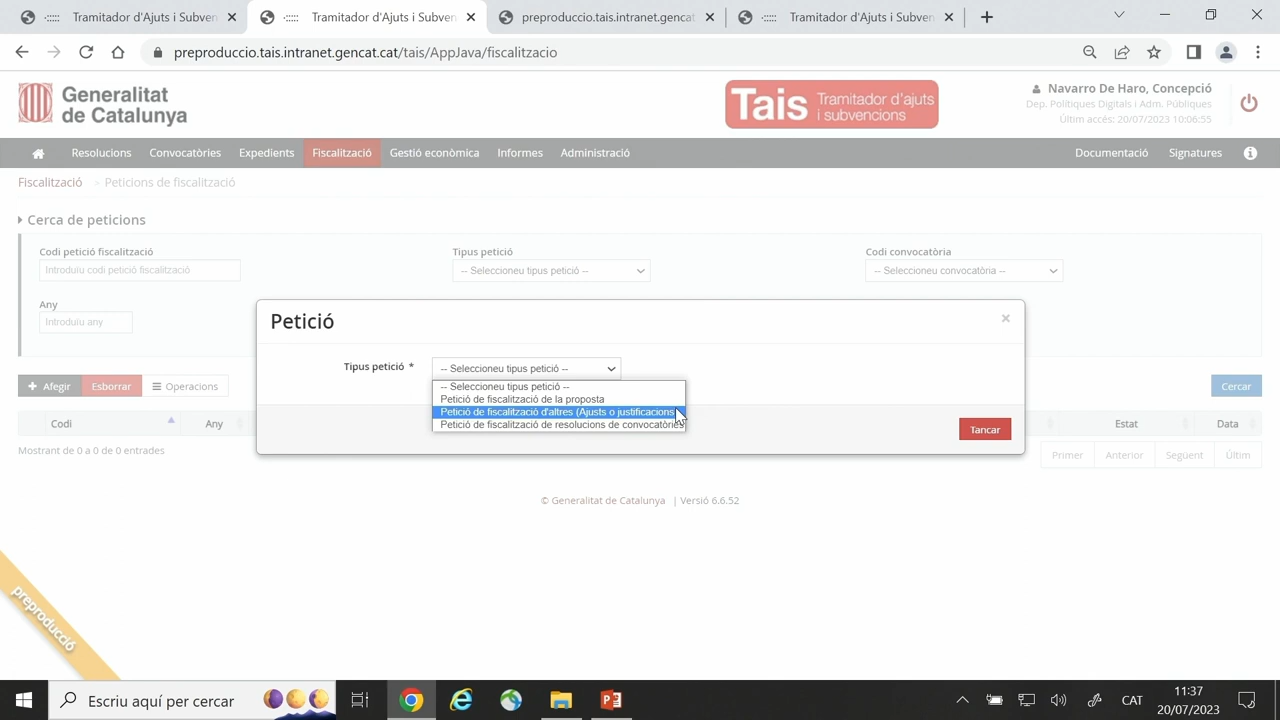 Tramitador d'Ajuts i Subven
Tramitador d'Ajuts i Subven
preproduccio.tais.intranet.gencat
Tramitador d'Ajuts i Subven
preproduccio.tais.intranet.gencat.cat/tais/AppJava/fiscalitzacio
Generalitat
de Catalunya
Tais Tramitador d'ajuts
i subvencions
Navarro De Haro, Concepció
Dep. Polítiques Digitals i Adm. Públiques
Últim accés: 20/07/2023 10:06:55
Resolucions Convocatòries Expedients Fiscalització Gestió econòmica Informes Administració Documentació Signatures
Fiscalització > Peticions de fiscalització
Cerca de peticions
Codi petició fiscalització Tipus petició Codi convocatòria
Introduïu codi petició fiscalització -- Seleccioneu tipus petició -- -- Seleccioneu convocatòria --
Any
Introduïu any
Petició ×
Tipus petició * -- Seleccioneu tipus petició --
-- Seleccioneu tipus petició --
Petició de fiscalització de la proposta
Petició de fiscalització d'altres (Ajusts o justificacions)
Petició de fiscalització de resolucions de convocatòries
Tancar
Afegir Esborrar Operacions Cercar
Codi Any Estat Data
Mostrant de 0 a 0 de 0 entrades Primer Anterior Següent Últim
© Generalitat de Catalunya | Versió 6.6.52
preproducció
Escriu aquí per cercar
CAT
11:37
20/07/2023